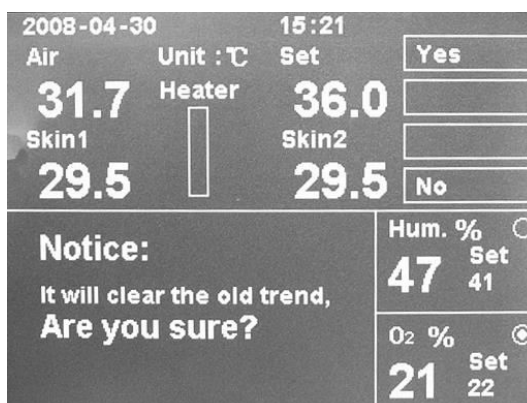 2008-04-30 15:21
Air Unit : ℃ Set Yes
31.7 Heater 36.0
Skin1 Skin2
29.5 29.5 No
Notice:
It will clear the old trend,
Are you sure?
Hum. %
47 Set 41
O₂ %
21 Set 22